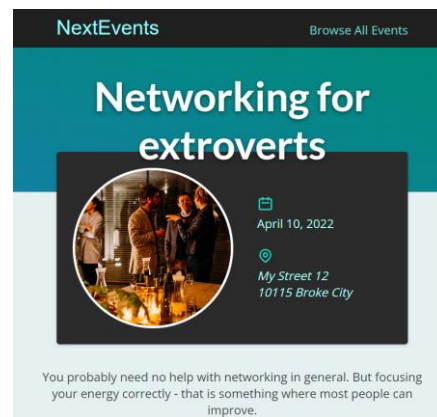 NextEvents
Browse All Events
Networking for
extroverts
April 10, 2022
My Street 12
10115 Broke City
You probably need no help with networking in general. But focusing
your energy correctly - that is something where most people can
improve.